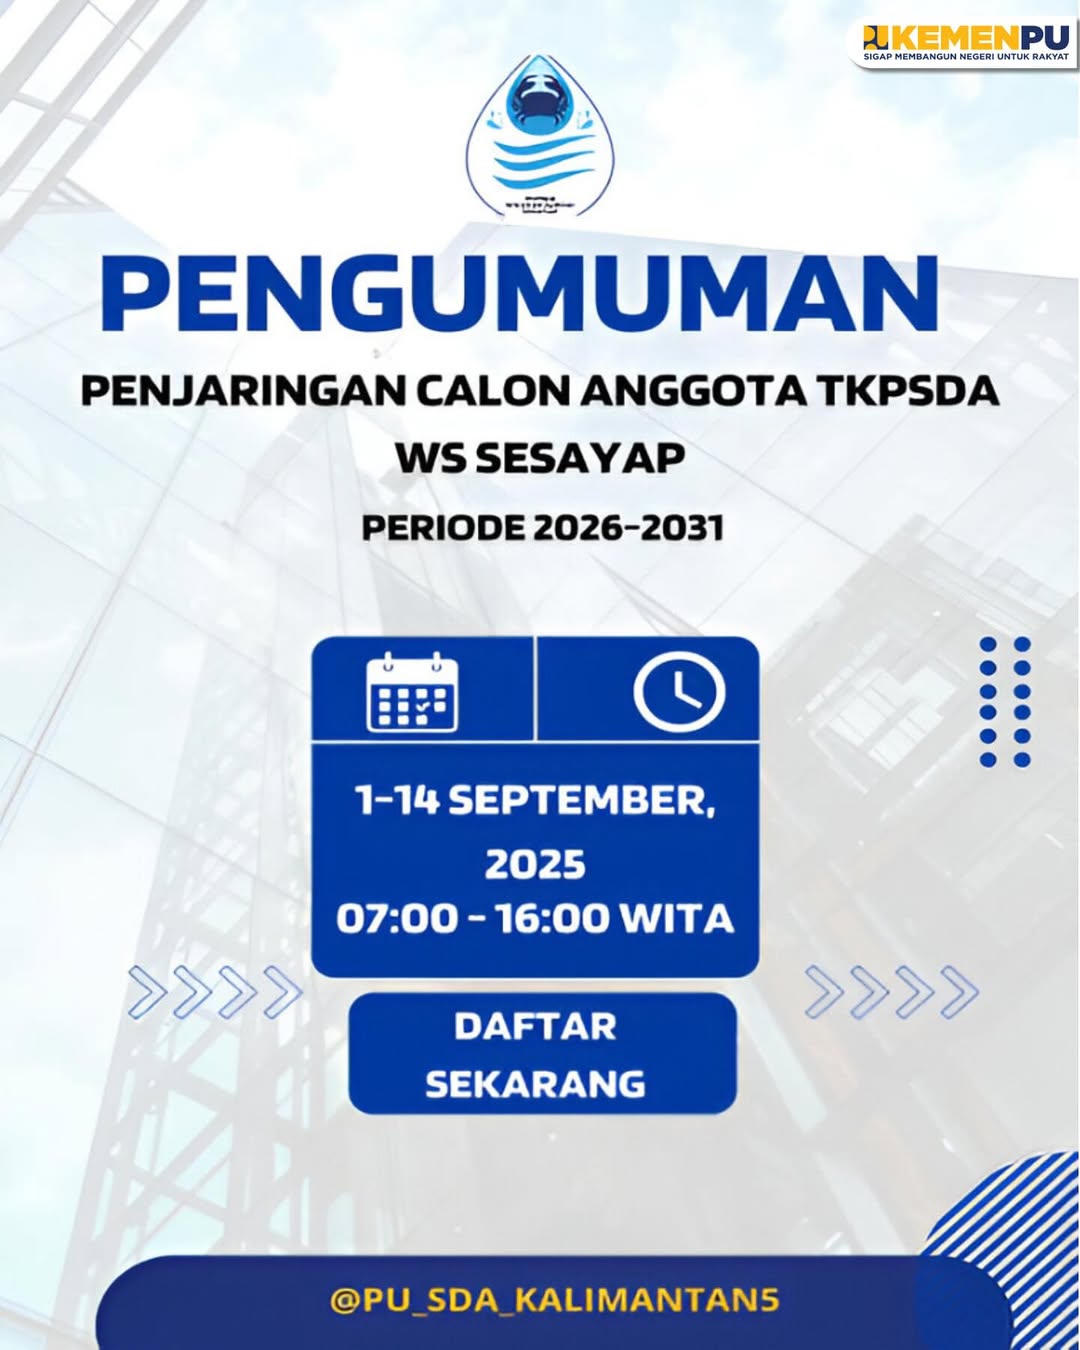 KEMENPU
SIGAP MEMBANGUN NEGERI UNTUK RAKYAT
PENGUMUMAN
PENJARINGAN CALON ANGGOTA TKPSDA
WS SESAYAP
PERIODE 2026-2031
1-14 SEPTEMBER,
2025
07:00 - 16:00 WITA
DAFTAR
SEKARANG
@PU_SDA_KALIMANTAN5